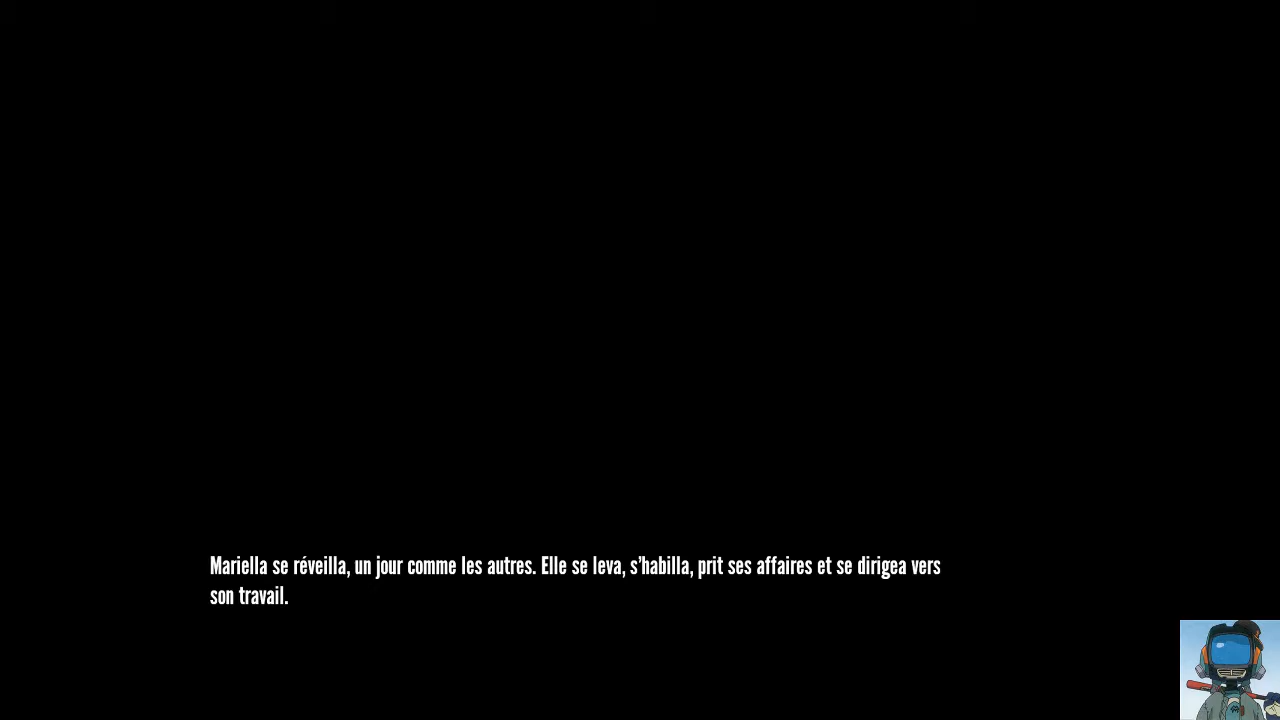 Mariella se réveilla, un jour comme les autres. Elle se leva, s'habilla, prit ses affaires et se dirigea vers
son travail.